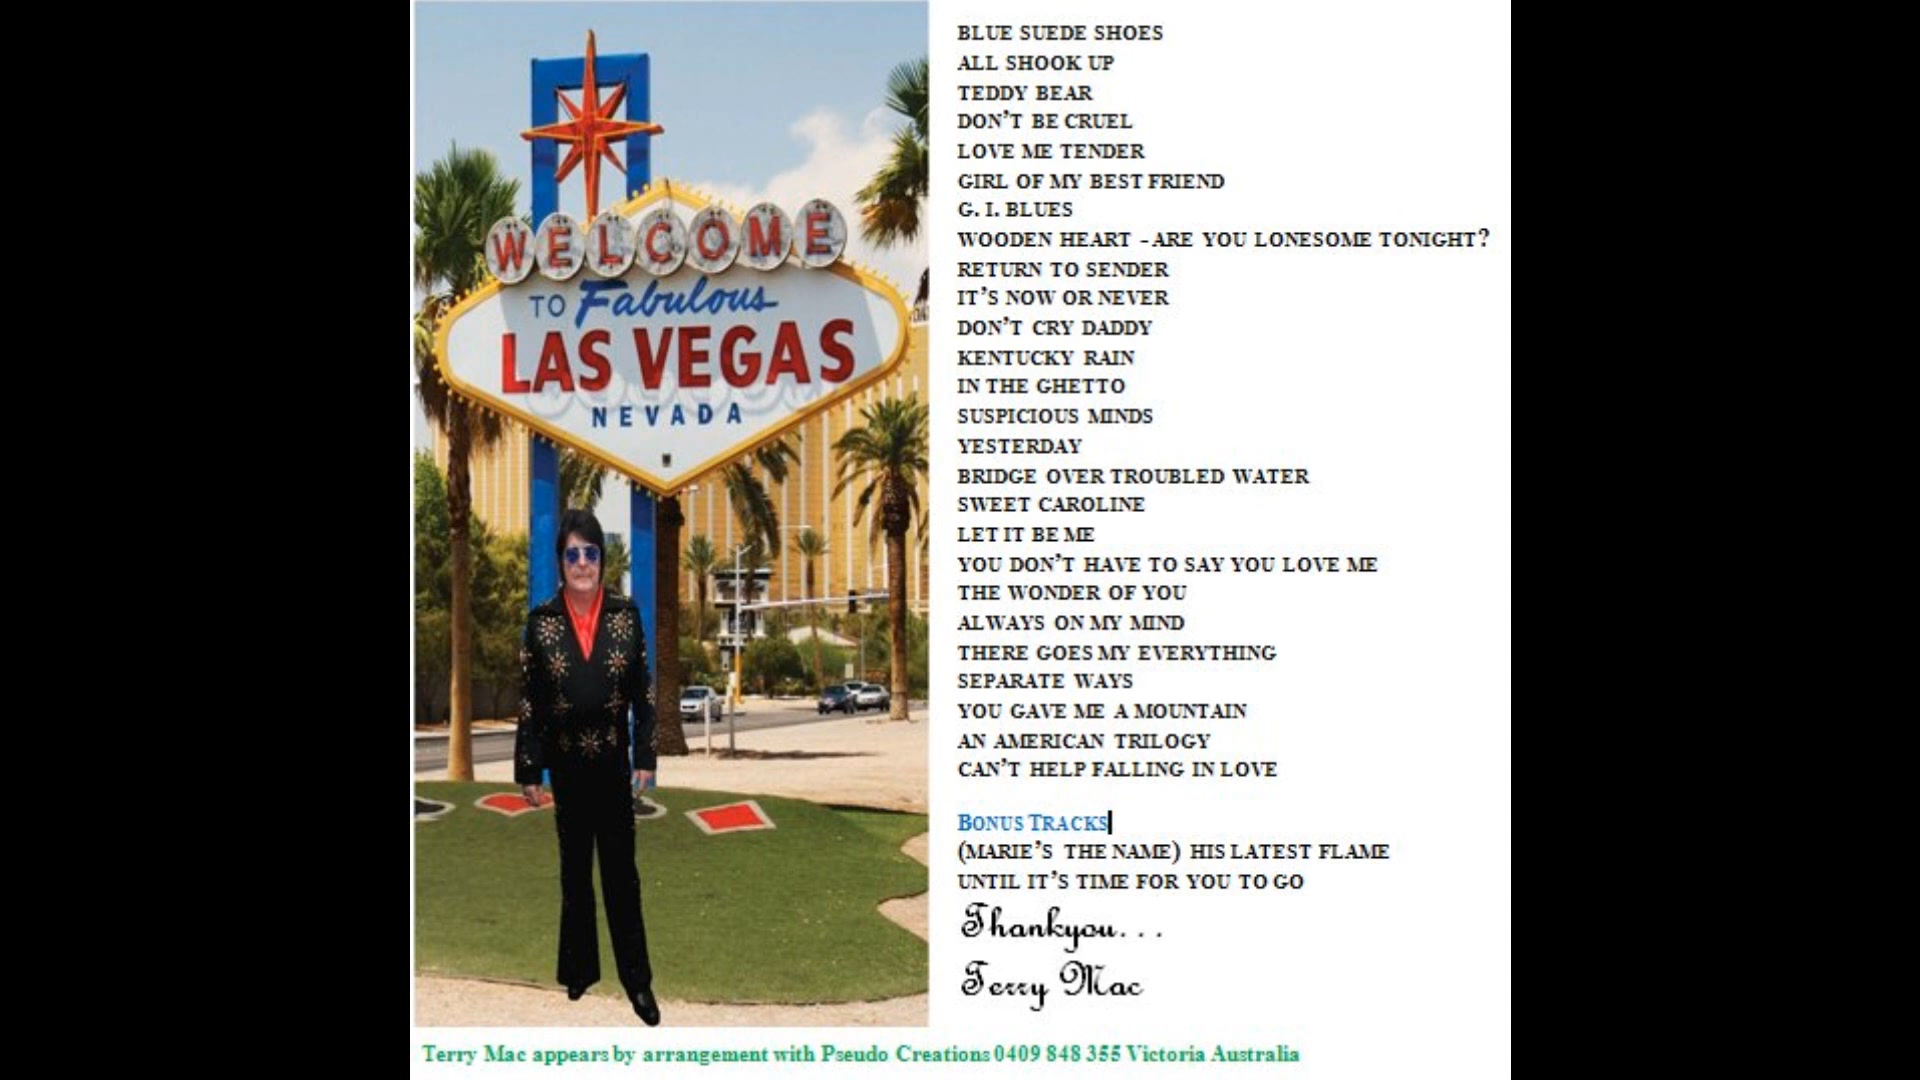 WELCOME
TO Fabulous
LAS VEGAS
NEVADA
BLUE SUEDE SHOES
ALL SHOOK UP
TEDDY BEAR
DON'T BE CRUEL
LOVE ME TENDER
GIRL OF MY BEST FRIEND
G. I. BLUES
WOODEN HEART - ARE YOU LONESOME TONIGHT?
RETURN TO SENDER
IT'S NOW OR NEVER
DON'T CRY DADDY
KENTUCKY RAIN
IN THE GHETTO
SUSPICIOUS MINDS
YESTERDAY
BRIDGE OVER TROUBLED WATER
SWEET CAROLINE
LET IT BE ME
YOU DON'T HAVE TO SAY YOU LOVE ME
THE WONDER OF YOU
ALWAYS ON MY MIND
THERE GOES MY EVERYTHING
SEPARATE WAYS
YOU GAVE ME A MOUNTAIN
AN AMERICAN TRILOGY
CAN'T HELP FALLING IN LOVE
BONUS TRACKS
(MARIE'S THE NAME) HIS LATEST FLAME
UNTIL IT'S TIME FOR YOU TO GO
Thankyou...
Terry Mac
Terry Mac appears by arrangement with Pseudo Creations 0409 848 355 Victoria Australia